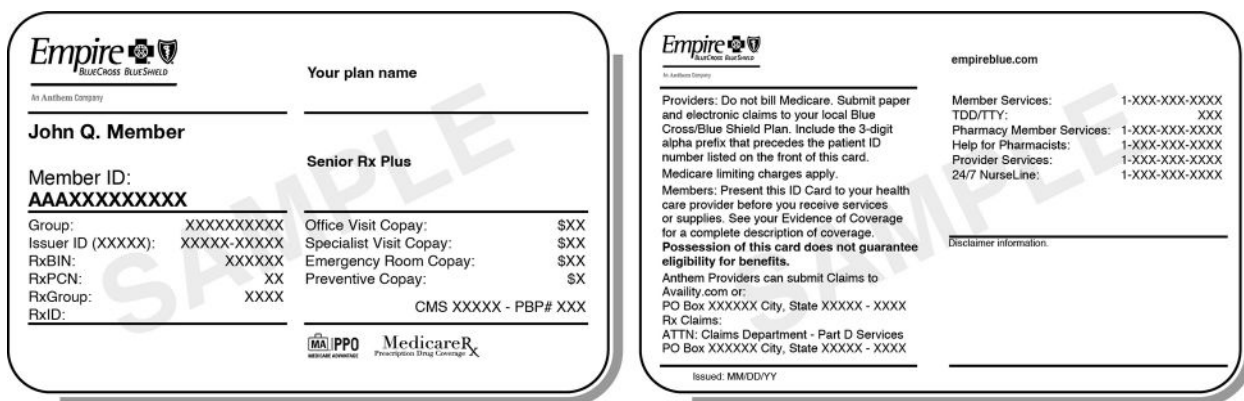 Empire
BLUECROSS BLUESHIELD
An Anthem Company
Your plan name
John Q. Member
Senior Rx Plus
Member ID:
AAAXXXXXXXXXX
Group: XXXXXXXXXX
Issuer ID (XXXXX): XXXXX-XXXXX
RxBIN: XXXXXX
RxPCN: XX
RxGroup: XXXX
RxID:
Office Visit Copay: $XX
Specialist Visit Copay: $XX
Emergency Room Copay: $XX
Preventive Copay: $X
CMS XXXXX - PBP# XXX
MA PPO
MEDICARE ADVANTAGE
MedicareRx
Prescription Drug Coverage
SAMPLE
Empire
BLUECROSS BLUESHIELD
An Anthem Company
empireblue.com
Providers: Do not bill Medicare. Submit paper
and electronic claims to your local Blue
Cross/Blue Shield Plan. Include the 3-digit
alpha prefix that precedes the patient ID
number listed on the front of this card.
Medicare limiting charges apply.
Members: Present this ID Card to your health
care provider before you receive services
or supplies. See your Evidence of Coverage
for a complete description of coverage.
Possession of this card does not guarantee
eligibility for benefits.
Anthem Providers can submit Claims to
Availity.com or:
PO Box XXXXXX City, State XXXXX - XXXX
Rx Claims:
ATTN: Claims Department - Part D Services
PO Box XXXXXX City, State XXXXX - XXXX
Issued: MM/DD/YY
Member Services: 1-XXX-XXX-XXXX
TDD/TTY: XXX
Pharmacy Member Services: 1-XXX-XXX-XXXX
Help for Pharmacists: 1-XXX-XXX-XXXX
Provider Services: 1-XXX-XXX-XXXX
24/7 NurseLine: 1-XXX-XXX-XXXX
Disclaimer information.
SAMPLE